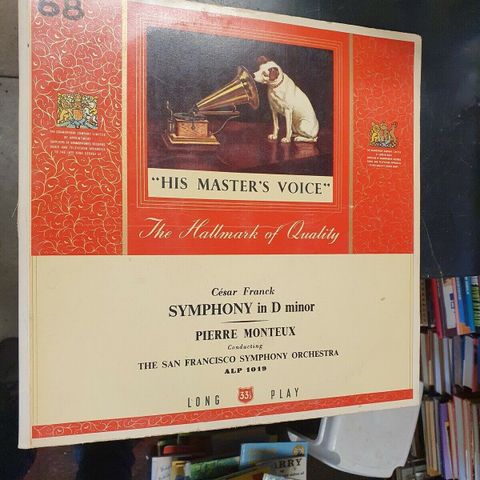 68
"HIS MASTER'S VOICE"
The Hallmark of Quality
César Franck
SYMPHONY in D minor
PIERRE MONTEUX
Conducting
THE SAN FRANCISCO SYMPHONY ORCHESTRA
ALP 1019
LONG 33⅓ PLAY